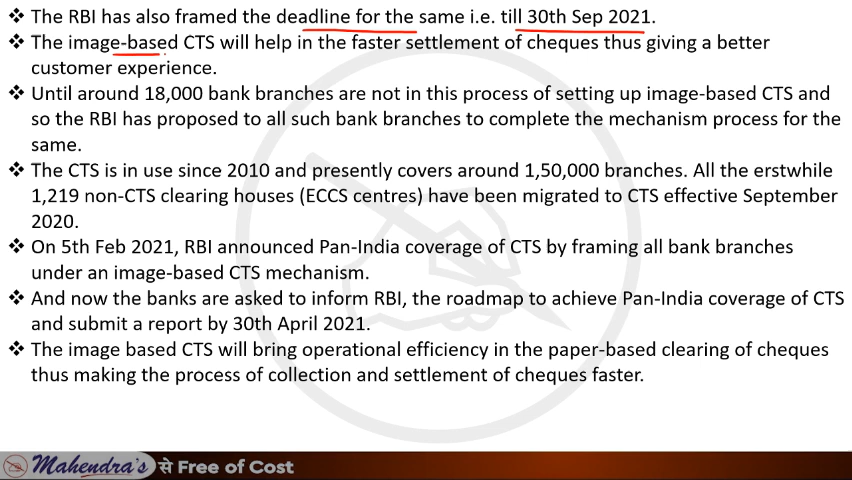 ❖ The RBI has also framed the deadline for the same i.e. till 30th Sep 2021.
❖ The image-based CTS will help in the faster settlement of cheques thus giving a better
customer experience.
❖ Until around 18,000 bank branches are not in this process of setting up image-based CTS and
so the RBI has proposed to all such bank branches to complete the mechanism process for the
same.
❖ The CTS is in use since 2010 and presently covers around 1,50,000 branches. All the erstwhile
1,219 non-CTS clearing houses (ECCS centres) have been migrated to CTS effective September
2020.
❖ On 5th Feb 2021, RBI announced Pan-India coverage of CTS by framing all bank branches
under an image-based CTS mechanism.
❖ And now the banks are asked to inform RBI, the roadmap to achieve Pan-India coverage of CTS
and submit a report by 30th April 2021.
❖ The image based CTS will bring operational efficiency in the paper-based clearing of cheques
thus making the process of collection and settlement of cheques faster.
Mahendra's से Free of Cost